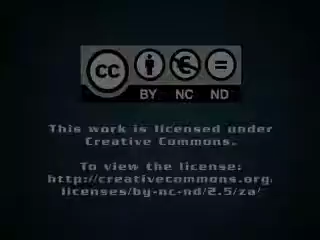 cc
BY NC ND
This work is licensed under
Creative Commons.
To view the license:
http://creativecommons.org/
licenses/by-nc-nd/2.5/za/